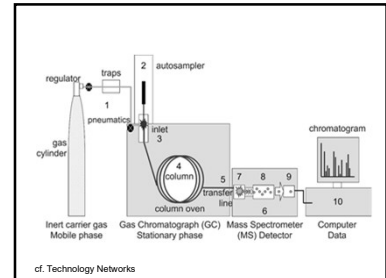 regulator
traps
1
pneumatics
2
autosampler
inlet
3
gas
cylinder
4
column
column oven
5
transfer
line
7 8 9
6
chromatogram
10
Inert carrier gas
Mobile phase
Gas Chromatograph (GC)
Stationary phase
Mass Spectrometer
(MS) Detector
Computer
Data
cf. Technology Networks